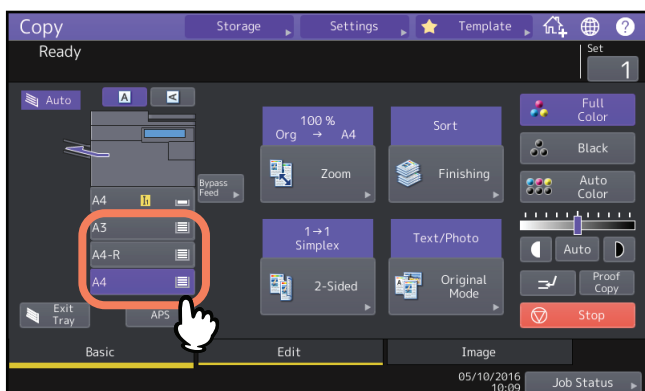 Copy
Storage
Settings
Template
?
Ready
Set
1
Auto
A
A
100 %
Org → A4
Zoom
Sort
Finishing
Full
Color
Black
Auto
Color
Bypass
Feed
A4
A3
A4-R
A4
1→1
Simplex
2-Sided
Text/Photo
Original
Mode
Auto
Proof
Copy
Exit
Tray
APS
Stop
Basic
Edit
Image
05/10/2016
10:09
Job Status